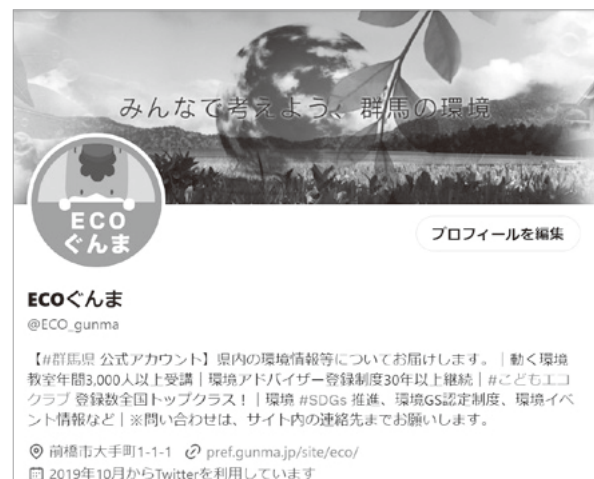 みんなで考えよう、群馬の環境
ECO
ぐんま
プロフィールを編集
ECOぐんま
@ECO_gunma
【#群馬県 公式アカウント】県内の環境情報等についてお届けします。｜動く環境
教室年間3,000人以上受講｜環境アドバイザー登録制度30年以上継続｜#こどもエコ
クラブ 登録数全国トップクラス！｜環境 #SDGs 推進、環境GS認定制度、環境イベ
ント情報など｜※問い合わせは、サイト内の連絡先までお願いします。
前橋市大手町1-1-1 pref.gunma.jp/site/eco/
2019年10月からTwitterを利用しています